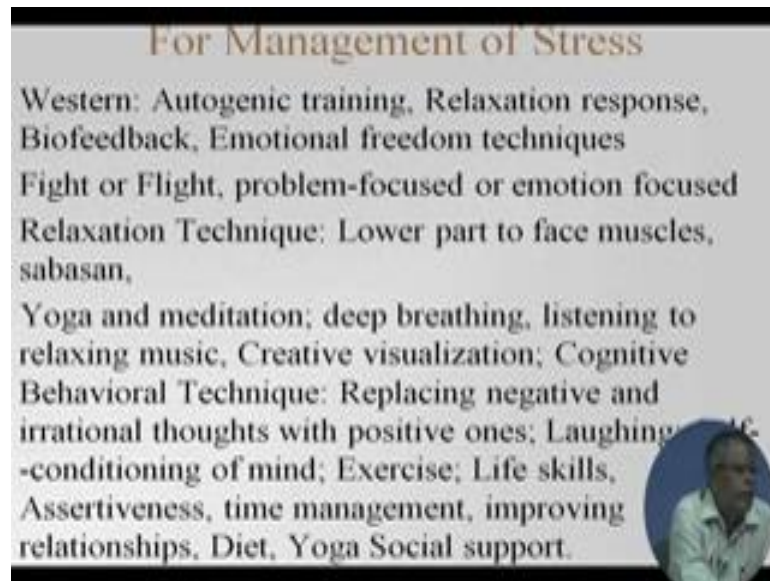 For Management of Stress
Western: Autogenic training, Relaxation response,
Biofeedback, Emotional freedom techniques
Fight or Flight, problem-focused or emotion focused
Relaxation Technique: Lower part to face muscles,
sabasan,
Yoga and meditation; deep breathing, listening to
relaxing music, Creative visualization; Cognitive
Behavioral Technique: Replacing negative and
irrational thoughts with positive ones; Laughing;
-conditioning of mind; Exercise; Life skills,
Assertiveness, time management, improving
relationships, Diet, Yoga Social support.